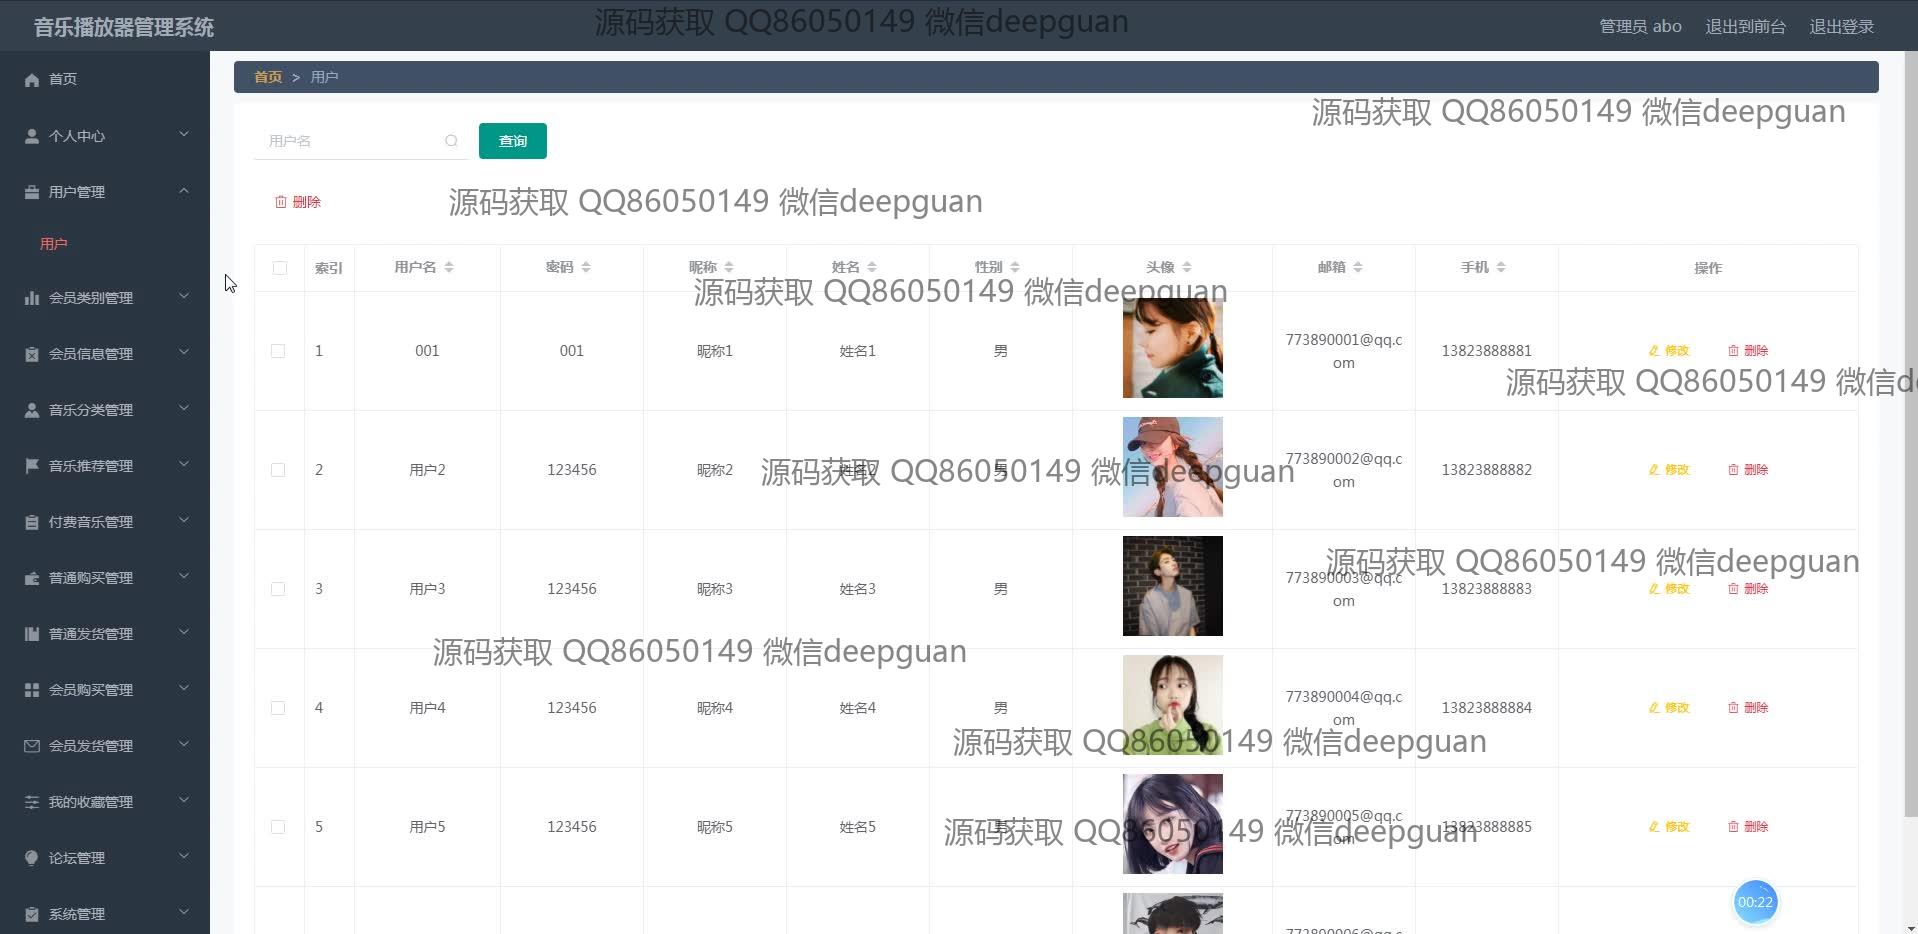 音乐播放器管理系统
源码获取 QQ86050149 微信deepguan
管理员 abo 退出到前台 退出登录
首页
个人中心
用户管理
用户
会员类别管理
会员信息管理
音乐分类管理
音乐推荐管理
付费音乐管理
普通购买管理
普通发货管理
会员购买管理
会员发货管理
我的收藏管理
论坛管理
系统管理
首页 > 用户
源码获取 QQ86050149 微信deepguan
用户名 查询
删除
源码获取 QQ86050149 微信deepguan
索引 用户名 密码 昵称 姓名 性别 头像 邮箱 手机 操作
源码获取 QQ86050149 微信deepguan
1 001 001 昵称1 姓名1 男 773890001@qq.c 13823888881 修改 删除
om
源码获取 QQ86050149 微信de
2 用户2 123456 昵称2 姓名2 男 773890002@qq.c 13823888882 修改 删除
om
源码获取 QQ86050149 微信deepguan
源码获取 QQ86050149 微信deepguan
3 用户3 123456 昵称3 姓名3 男 773890003@qq.c 13823888883 修改 删除
om
源码获取 QQ86050149 微信deepguan
4 用户4 123456 昵称4 姓名4 男 773890004@qq.c 13823888884 修改 删除
om
源码获取 QQ86050149 微信deepguan
5 用户5 123456 昵称5 姓名5 男 773890005@qq.c 13823888885 修改 删除
om
源码获取 QQ86050149 微信deepguan
00:22